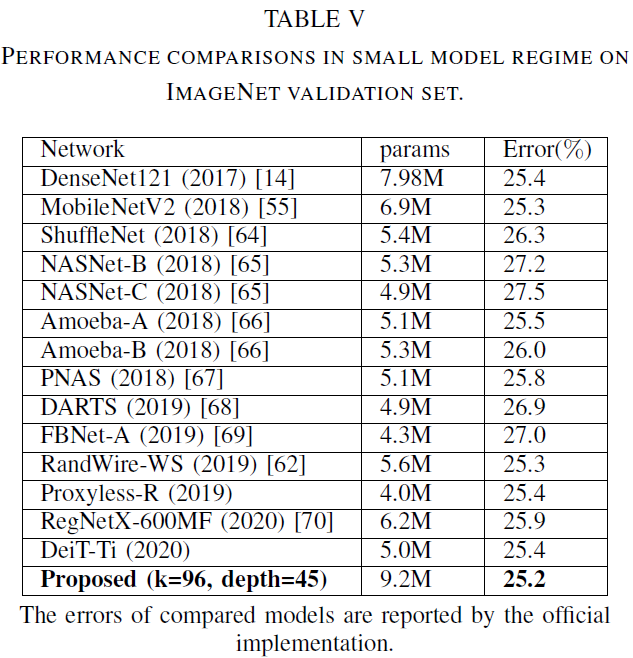 TABLE V
PERFORMANCE COMPARISONS IN SMALL MODEL REGIME ON
IMAGENET VALIDATION SET.
Network params Error(%)
DenseNet121 (2017) [14] 7.98M 25.4
MobileNetV2 (2018) [55] 6.9M 25.3
ShuffleNet (2018) [64] 5.4M 26.3
NASNet-B (2018) [65] 5.3M 27.2
NASNet-C (2018) [65] 4.9M 27.5
Amoeba-A (2018) [66] 5.1M 25.5
Amoeba-B (2018) [66] 5.3M 26.0
PNAS (2018) [67] 5.1M 25.8
DARTS (2019) [68] 4.9M 26.9
FBNet-A (2019) [69] 4.3M 27.0
RandWire-WS (2019) [62] 5.6M 25.3
Proxyless-R (2019) 4.0M 25.4
RegNetX-600MF (2020) [70] 6.2M 25.9
DeiT-Ti (2020) 5.0M 25.4
Proposed (k=96, depth=45) 9.2M 25.2
The errors of compared models are reported by the official
implementation.